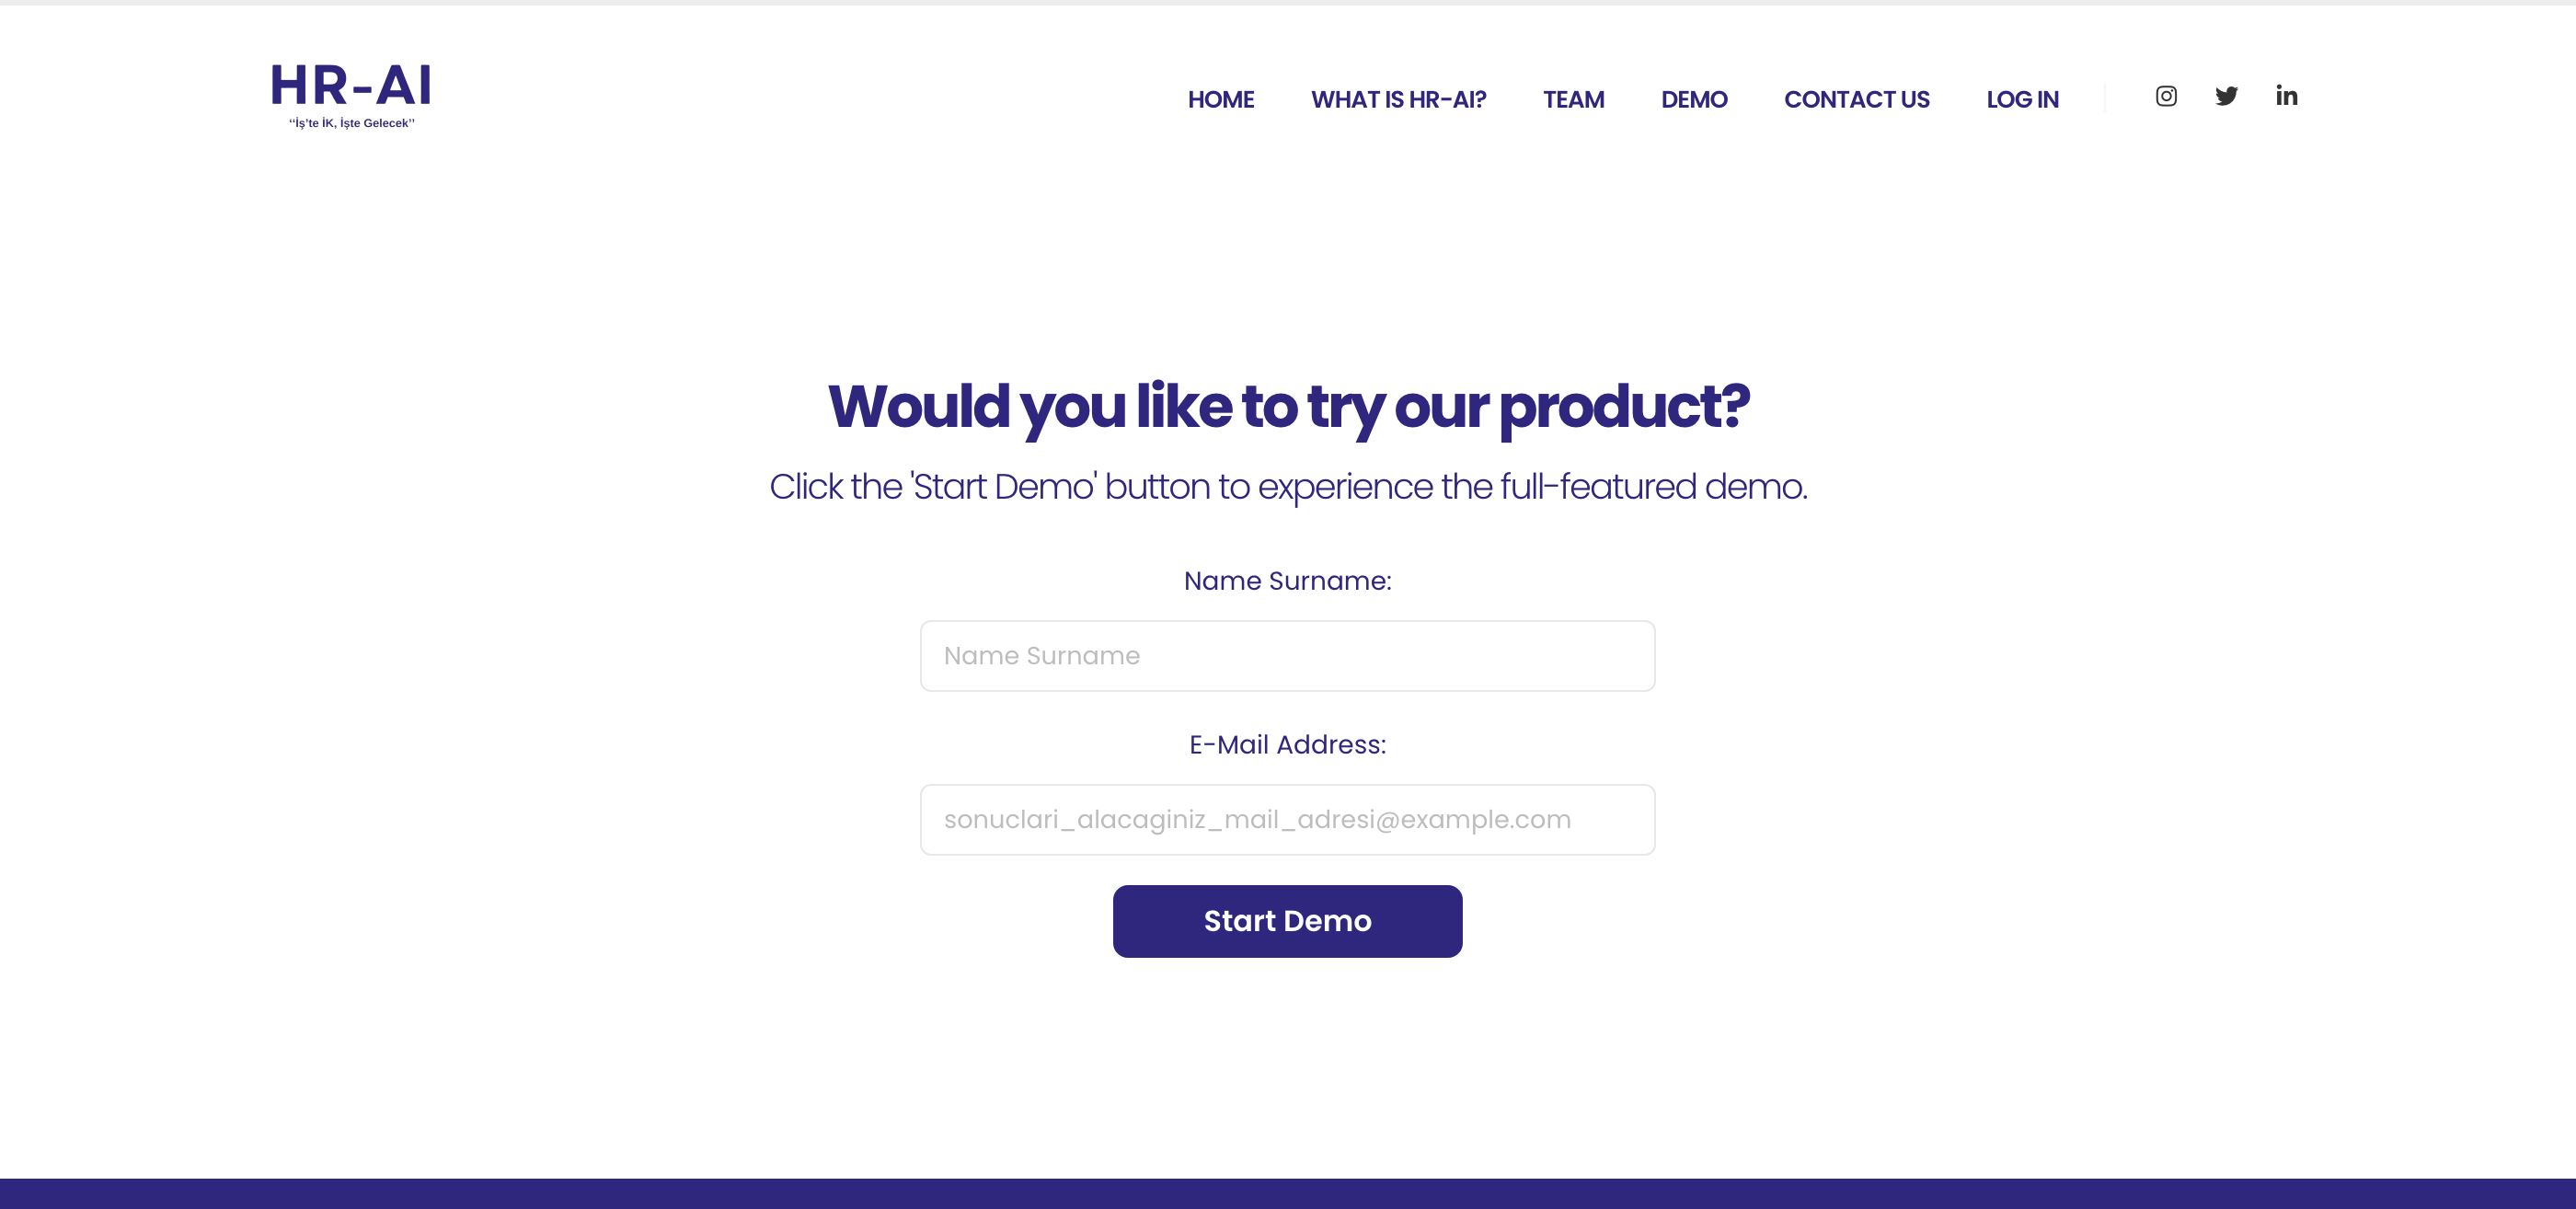 HR-AI
‘‘İş’te İK, İşte Gelecek’’
HOME WHAT IS HR-AI? TEAM DEMO CONTACT US LOG IN
Would you like to try our product?
Click the 'Start Demo' button to experience the full-featured demo.
Name Surname:
Name Surname
E-Mail Address:
sonuclari_alacaginiz_mail_adresi@example.com
Start Demo